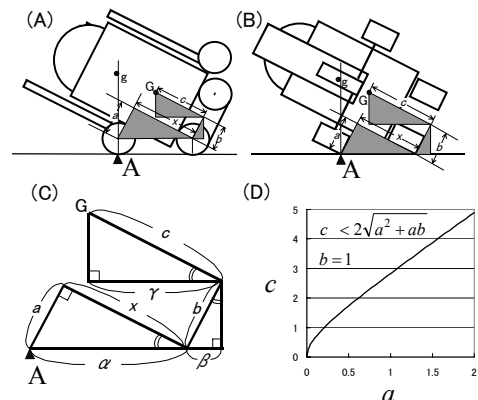 (A)
g
G
c
a
x
b
A
(B)
g
G
c
a
x
b
A
(C)
G
c
γ
a
x
b
α
β
A
(D)
5
4
3
2
1
0
c < 2√(a² + ab)
b = 1
c
0 0.5 1 1.5 2
a